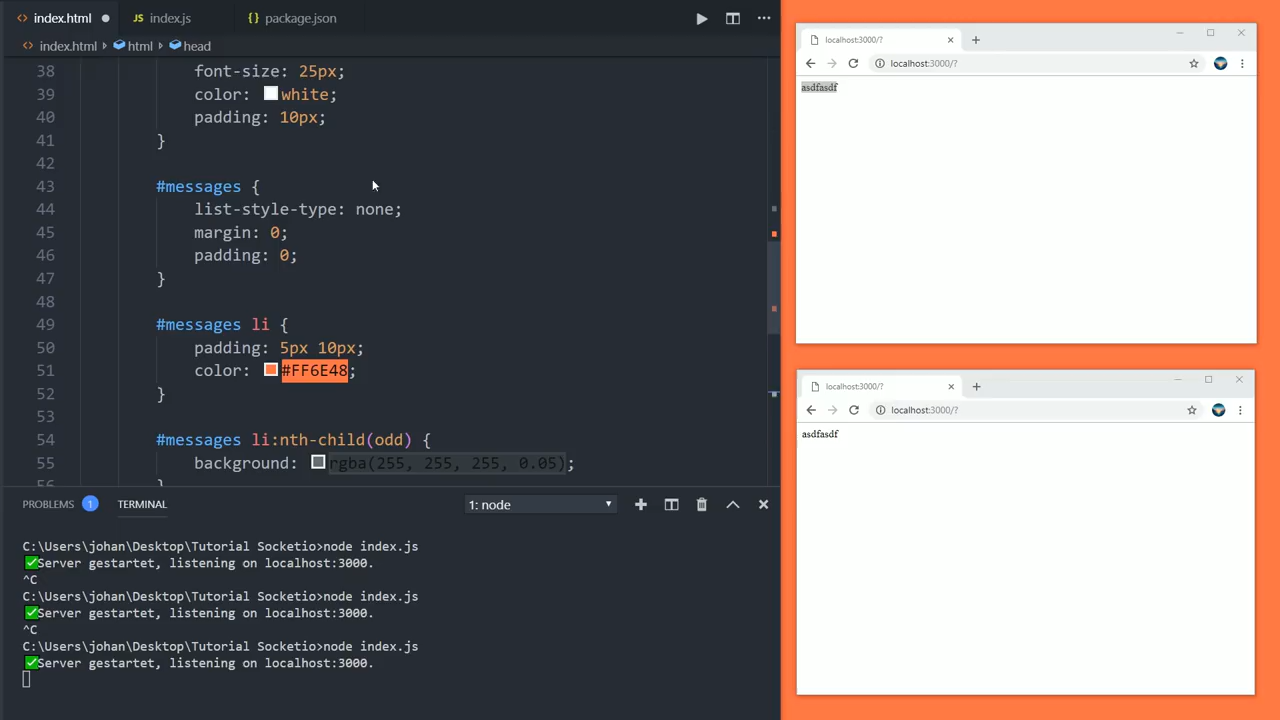 index.html
index.js
package.json
index.html > html > head
38 font-size: 25px;
39 color: white;
40 padding: 10px;
41 }
42
43 #messages {
44 list-style-type: none;
45 margin: 0;
46 padding: 0;
47 }
48
49 #messages li {
50 padding: 5px 10px;
51 color: #FF6E48;
52 }
53
54 #messages li:nth-child(odd) {
55 background: rgba(255, 255, 255, 0.05);
56 }
PROBLEMS 1 TERMINAL 1: node
C:\Users\johan\Desktop\Tutorial Socketio>node index.js
✅Server gestartet, listening on localhost:3000.
^C
C:\Users\johan\Desktop\Tutorial Socketio>node index.js
✅Server gestartet, listening on localhost:3000.
^C
C:\Users\johan\Desktop\Tutorial Socketio>node index.js
✅Server gestartet, listening on localhost:3000.
localhost:3000/?
localhost:3000/?
asdfasdf
localhost:3000/?
localhost:3000/?
asdfasdf